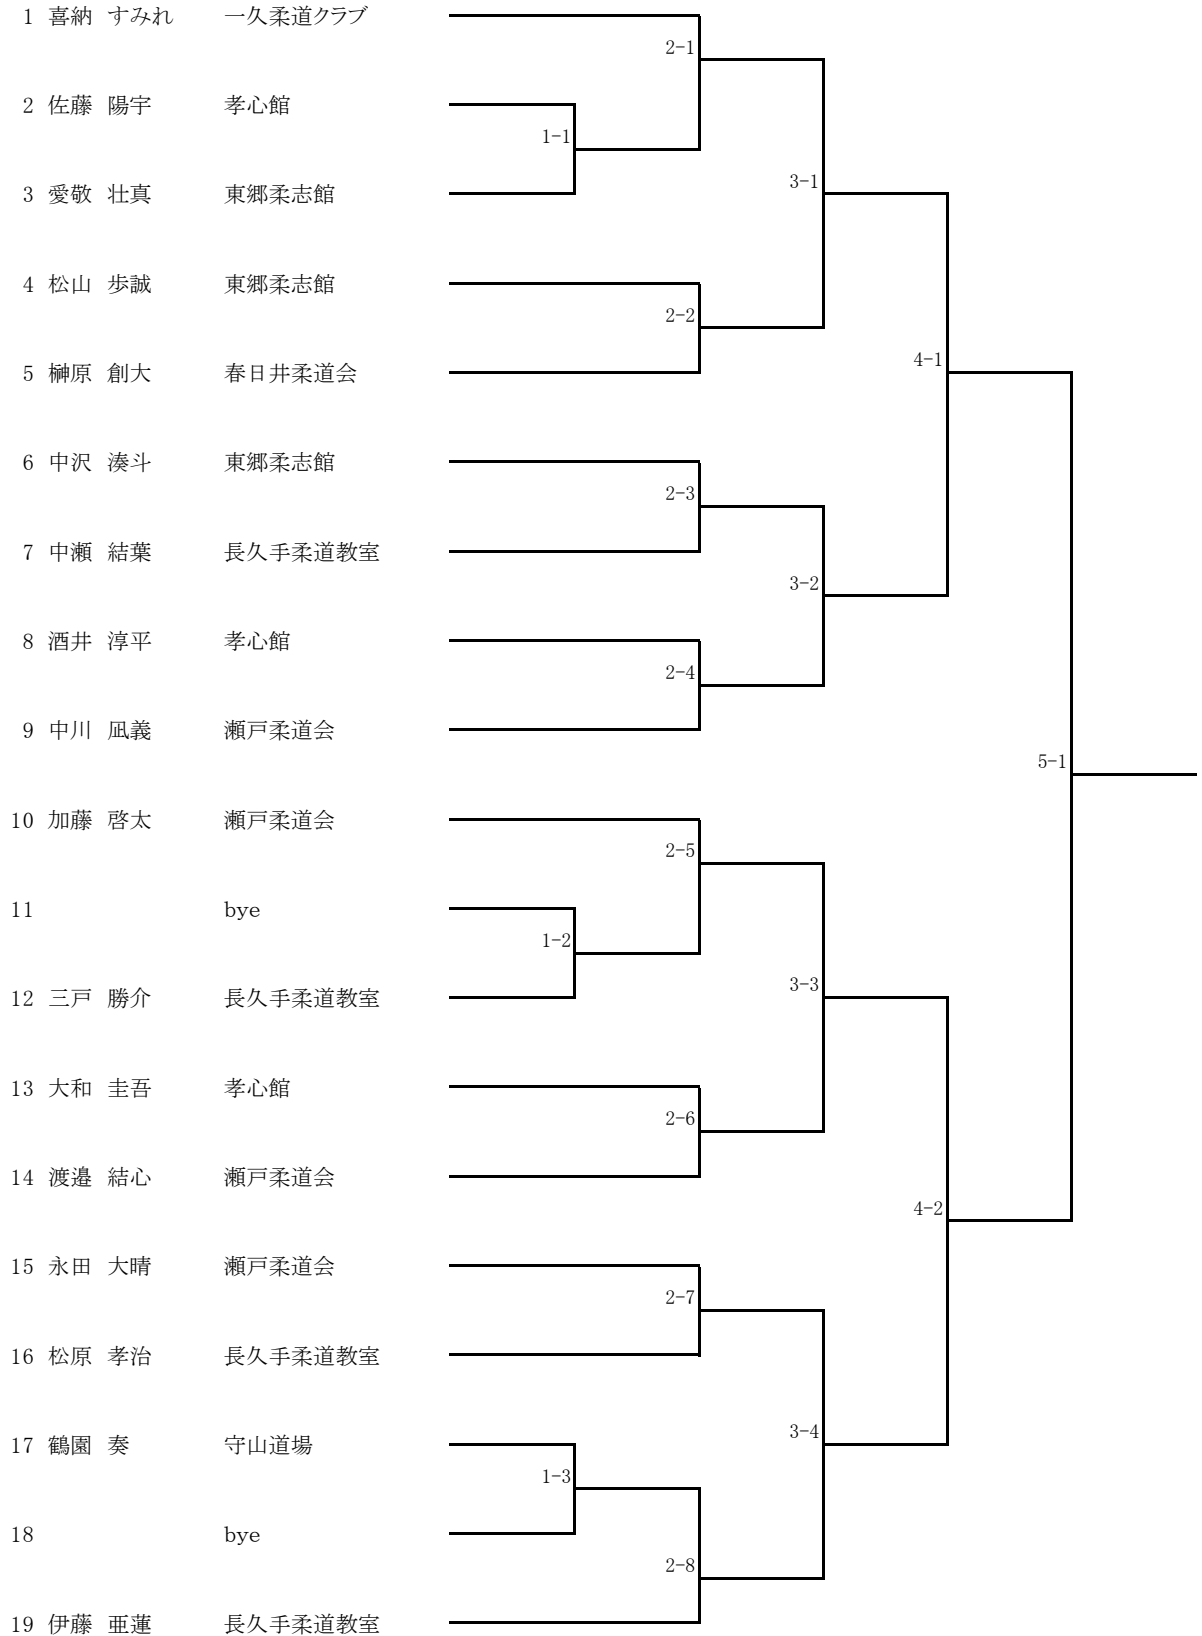 1 喜納 すみれ 一久柔道クラブ
2-1
2 佐藤 陽宇 孝心館
1-1
3 愛敬 壮真 東郷柔志館
3-1
4 松山 歩誠 東郷柔志館
2-2
5 榊原 創大 春日井柔道会
4-1
6 中沢 湊斗 東郷柔志館
2-3
7 中瀬 結葉 長久手柔道教室
3-2
8 酒井 淳平 孝心館
2-4
9 中川 凪義 瀬戸柔道会
5-1
10 加藤 啓太 瀬戸柔道会
2-5
11 bye
1-2
12 三戸 勝介 長久手柔道教室
3-3
13 大和 圭吾 孝心館
2-6
14 渡邉 結心 瀬戸柔道会
4-2
15 永田 大晴 瀬戸柔道会
2-7
16 松原 孝治 長久手柔道教室
3-4
17 鶴園 奏 守山道場
1-3
18 bye
2-8
19 伊藤 亜蓮 長久手柔道教室